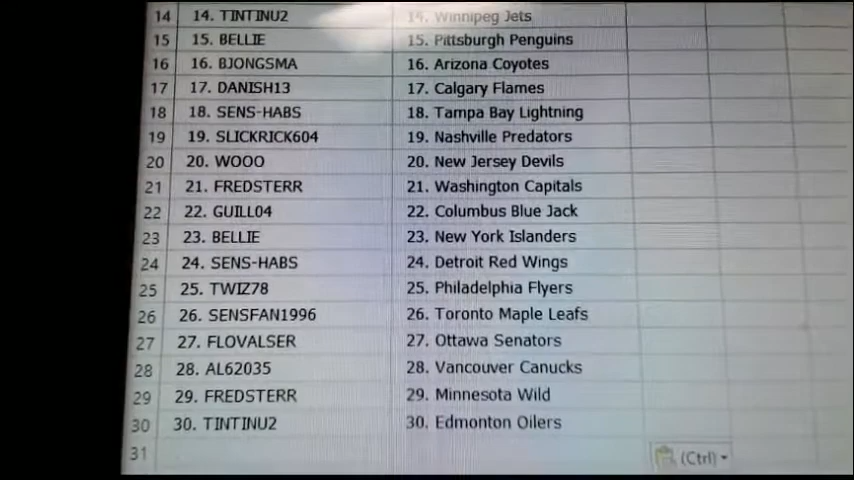 14 14. TINTINU2 14. Winnipeg Jets
15 15. BELLIE 15. Pittsburgh Penguins
16 16. BJONGSMA 16. Arizona Coyotes
17 17. DANISH13 17. Calgary Flames
18 18. SENS-HABS 18. Tampa Bay Lightning
19 19. SLICKRICK604 19. Nashville Predators
20 20. WOOO 20. New Jersey Devils
21 21. FREDSTERR 21. Washington Capitals
22 22. GUILL04 22. Columbus Blue Jack
23 23. BELLIE 23. New York Islanders
24 24. SENS-HABS 24. Detroit Red Wings
25 25. TWIZ78 25. Philadelphia Flyers
26 26. SENSFAN1996 26. Toronto Maple Leafs
27 27. FLOVALSER 27. Ottawa Senators
28 28. AL62035 28. Vancouver Canucks
29 29. FREDSTERR 29. Minnesota Wild
30 30. TINTINU2 30. Edmonton Oilers
31
(Ctrl)